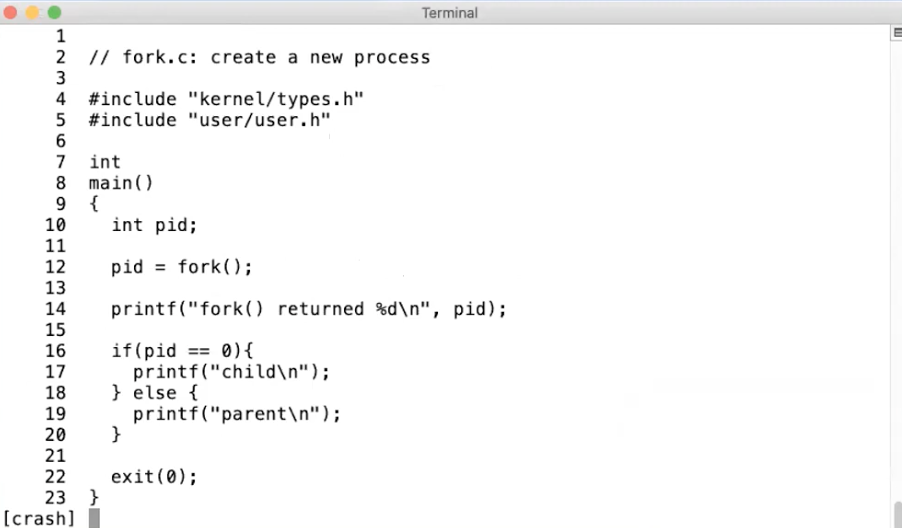 Terminal
1
2 // fork.c: create a new process
3
4 #include "kernel/types.h"
5 #include "user/user.h"
6
7 int
8 main()
9 {
10   int pid;
11
12   pid = fork();
13
14   printf("fork() returned %d\n", pid);
15
16   if(pid == 0){
17     printf("child\n");
18   } else {
19     printf("parent\n");
20   }
21
22   exit(0);
23 }
[crash]